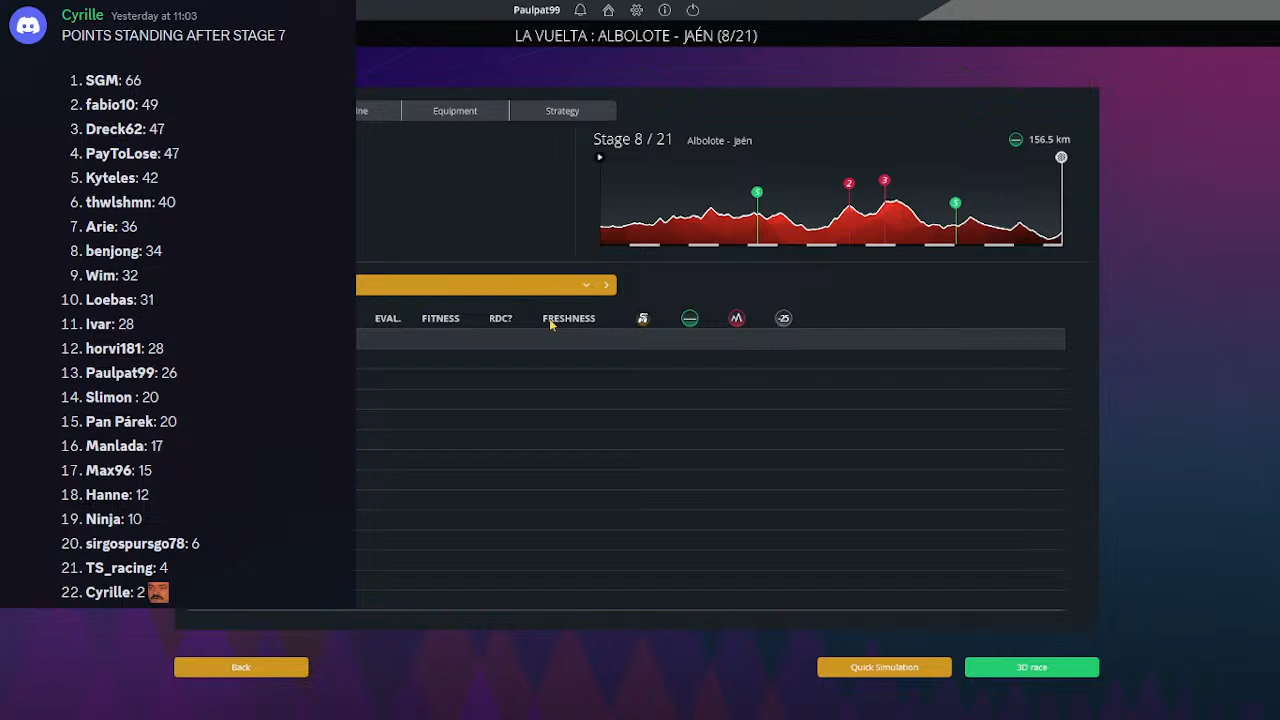 Cyrille Yesterday at 11:03
POINTS STANDING AFTER STAGE 7
1. SGM: 66
2. fabio10: 49
3. Dreck62: 47
4. PayToLose: 47
5. Kyteles: 42
6. thwlshmn: 40
7. Arie: 36
8. benjong: 34
9. Wim: 32
10. Loebas: 31
11. Ivar: 28
12. horvi181: 28
13. Paulpat99: 26
14. Slimon : 20
15. Pan Párek: 20
16. Manlada: 17
17. Max96: 15
18. Hanne: 12
19. Ninja: 10
20. sirgospursgo78: 6
21. TS_racing: 4
22. Cyrille: 2
Paulpat99
LA VUELTA : ALBOLOTE - JAÉN (8/21)
ine Equipment Strategy
Stage 8 / 21 Albolote - Jaén 156.5 km
S 2 3 S
EVAL. FITNESS RDC? FRESHNESS -25
Back Quick Simulation 3D race